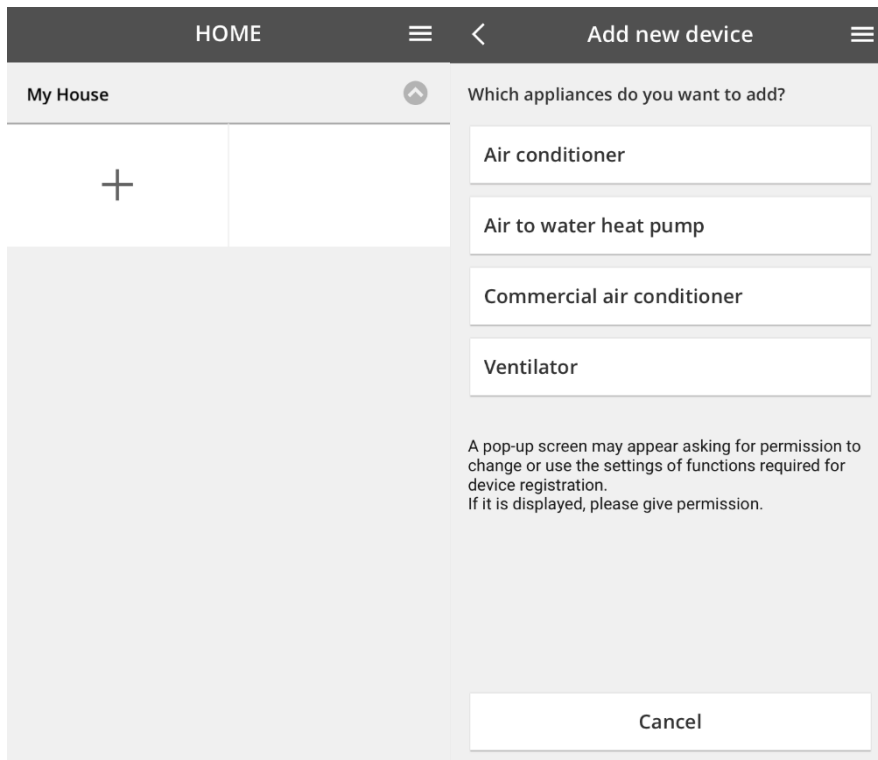 HOME
My House
+
Add new device
Which appliances do you want to add?
Air conditioner
Air to water heat pump
Commercial air conditioner
Ventilator
A pop-up screen may appear asking for permission to
change or use the settings of functions required for
device registration.
If it is displayed, please give permission.
Cancel